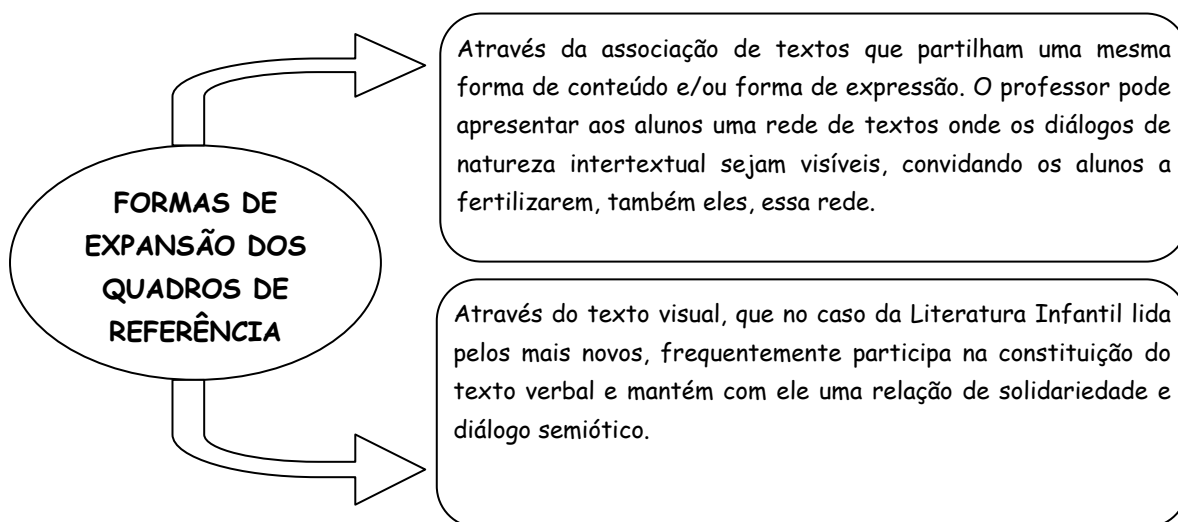 FORMAS DE
EXPANSÃO DOS
QUADROS DE
REFERÊNCIA
Através da associação de textos que partilham uma mesma
forma de conteúdo e/ou forma de expressão. O professor pode
apresentar aos alunos uma rede de textos onde os diálogos de
natureza intertextual sejam visíveis, convidando os alunos a
fertilizarem, também eles, essa rede.
Através do texto visual, que no caso da Literatura Infantil lida
pelos mais novos, frequentemente participa na constituição do
texto verbal e mantém com ele uma relação de solidariedade e
diálogo semiótico.